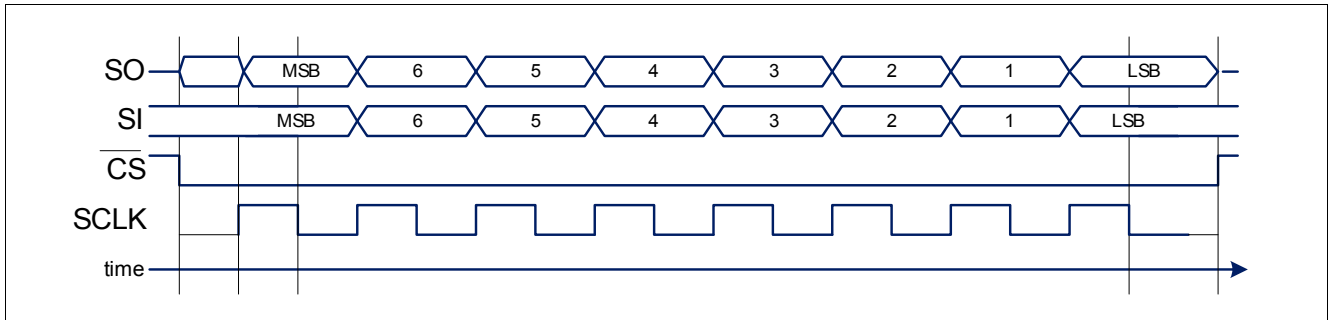 SO MSB 6 5 4 3 2 1 LSB
SI MSB 6 5 4 3 2 1 LSB
CS
SCLK
time